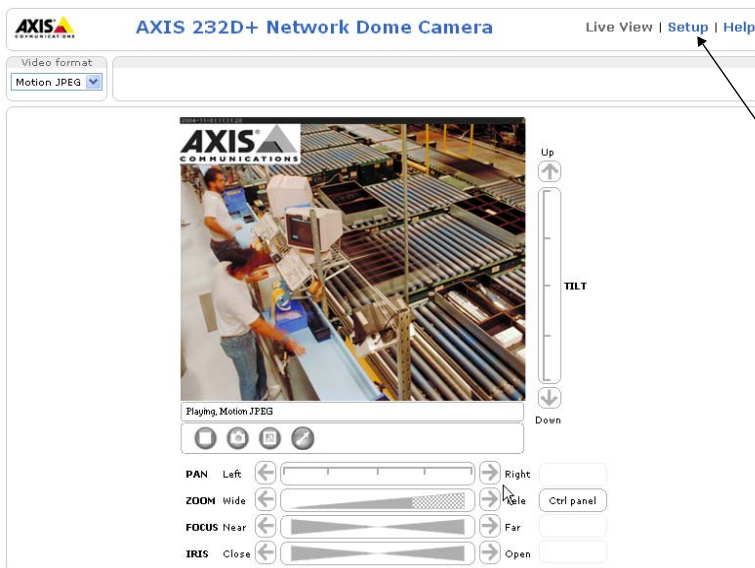 AXIS
COMMUNICATIONS
AXIS 232D+ Network Dome Camera
Live View | Setup | Help
Video format
Motion JPEG
AXIS
COMMUNICATIONS
Up
TILT
Down
Playing, Motion JPEG
PAN Left Right
ZOOM Wide Tele Ctrl panel
FOCUS Near Far
IRIS Close Open